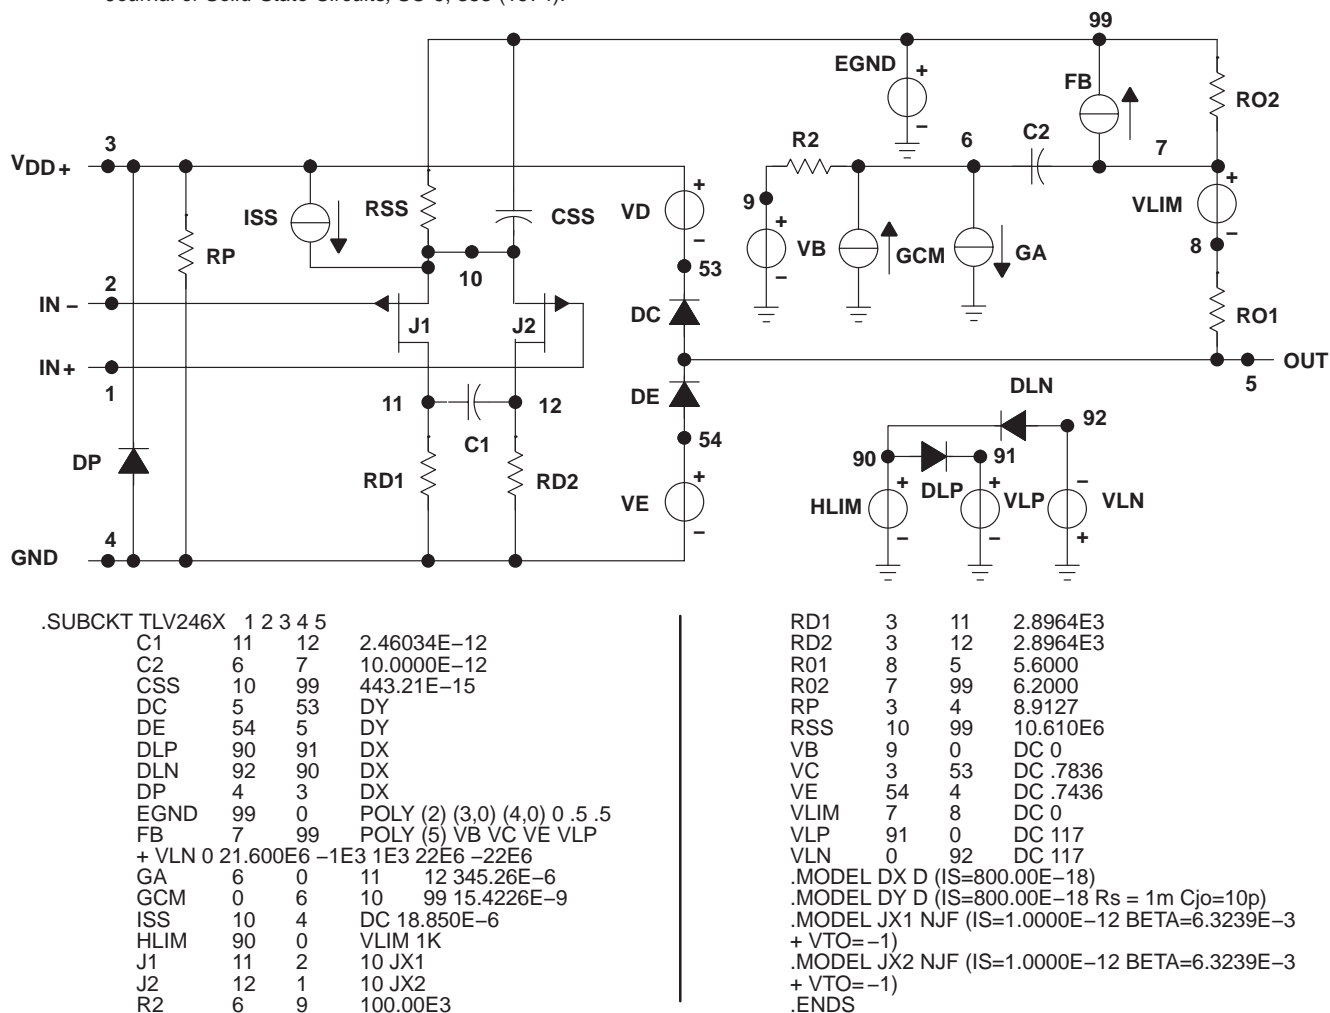 Journal of Solid-State Circuits, SC-9, 353 (1974).
99
EGND
+
FB
RO2
3
R2
6
C2
7
VDD+
+
ISS
RSS
CSS
VD
9
+
VLIM
RP
VB
GCM
GA
8
10
53
2
IN −
J1
J2
DC
RO1
IN+
1
OUT
5
11
12
DE
DLN
C1
54
92
DP
90
91
RD1
RD2
+
VE
−
HLIM
+
−
DLP
+
VLP
−
−
VLN
+
4
GND
.SUBCKT TLV246X 1 2 3 4 5
C1 11 12 2.46034E−12
C2 6 7 10.0000E−12
CSS 10 99 443.21E−15
DC 5 53 DY
DE 54 5 DY
DLP 90 91 DX
DLN 92 90 DX
DP 4 3 DX
EGND 99 0 POLY (2) (3,0) (4,0) 0 .5 .5
FB 7 99 POLY (5) VB VC VE VLP
+ VLN 0 21.600E6 −1E3 1E3 22E6 −22E6
GA 6 0 11 12 345.26E−6
GCM 0 6 10 99 15.4226E−9
ISS 10 4 DC 18.850E−6
HLIM 90 0 VLIM 1K
J1 11 2 10 JX1
J2 12 1 10 JX2
R2 6 9 100.00E3
RD1 3 11 2.8964E3
RD2 3 12 2.8964E3
R01 8 5 5.6000
R02 7 99 6.2000
RP 3 4 8.9127
RSS 10 99 10.610E6
VB 9 0 DC 0
VC 3 53 DC .7836
VE 54 4 DC .7436
VLIM 7 8 DC 0
VLP 91 0 DC 117
VLN 0 92 DC 117
.MODEL DX D (IS=800.00E−18)
.MODEL DY D (IS=800.00E−18 Rs = 1m Cjo=10p)
.MODEL JX1 NJF (IS=1.0000E−12 BETA=6.3239E−3
+ VTO=−1)
.MODEL JX2 NJF (IS=1.0000E−12 BETA=6.3239E−3
+ VTO=−1)
.ENDS